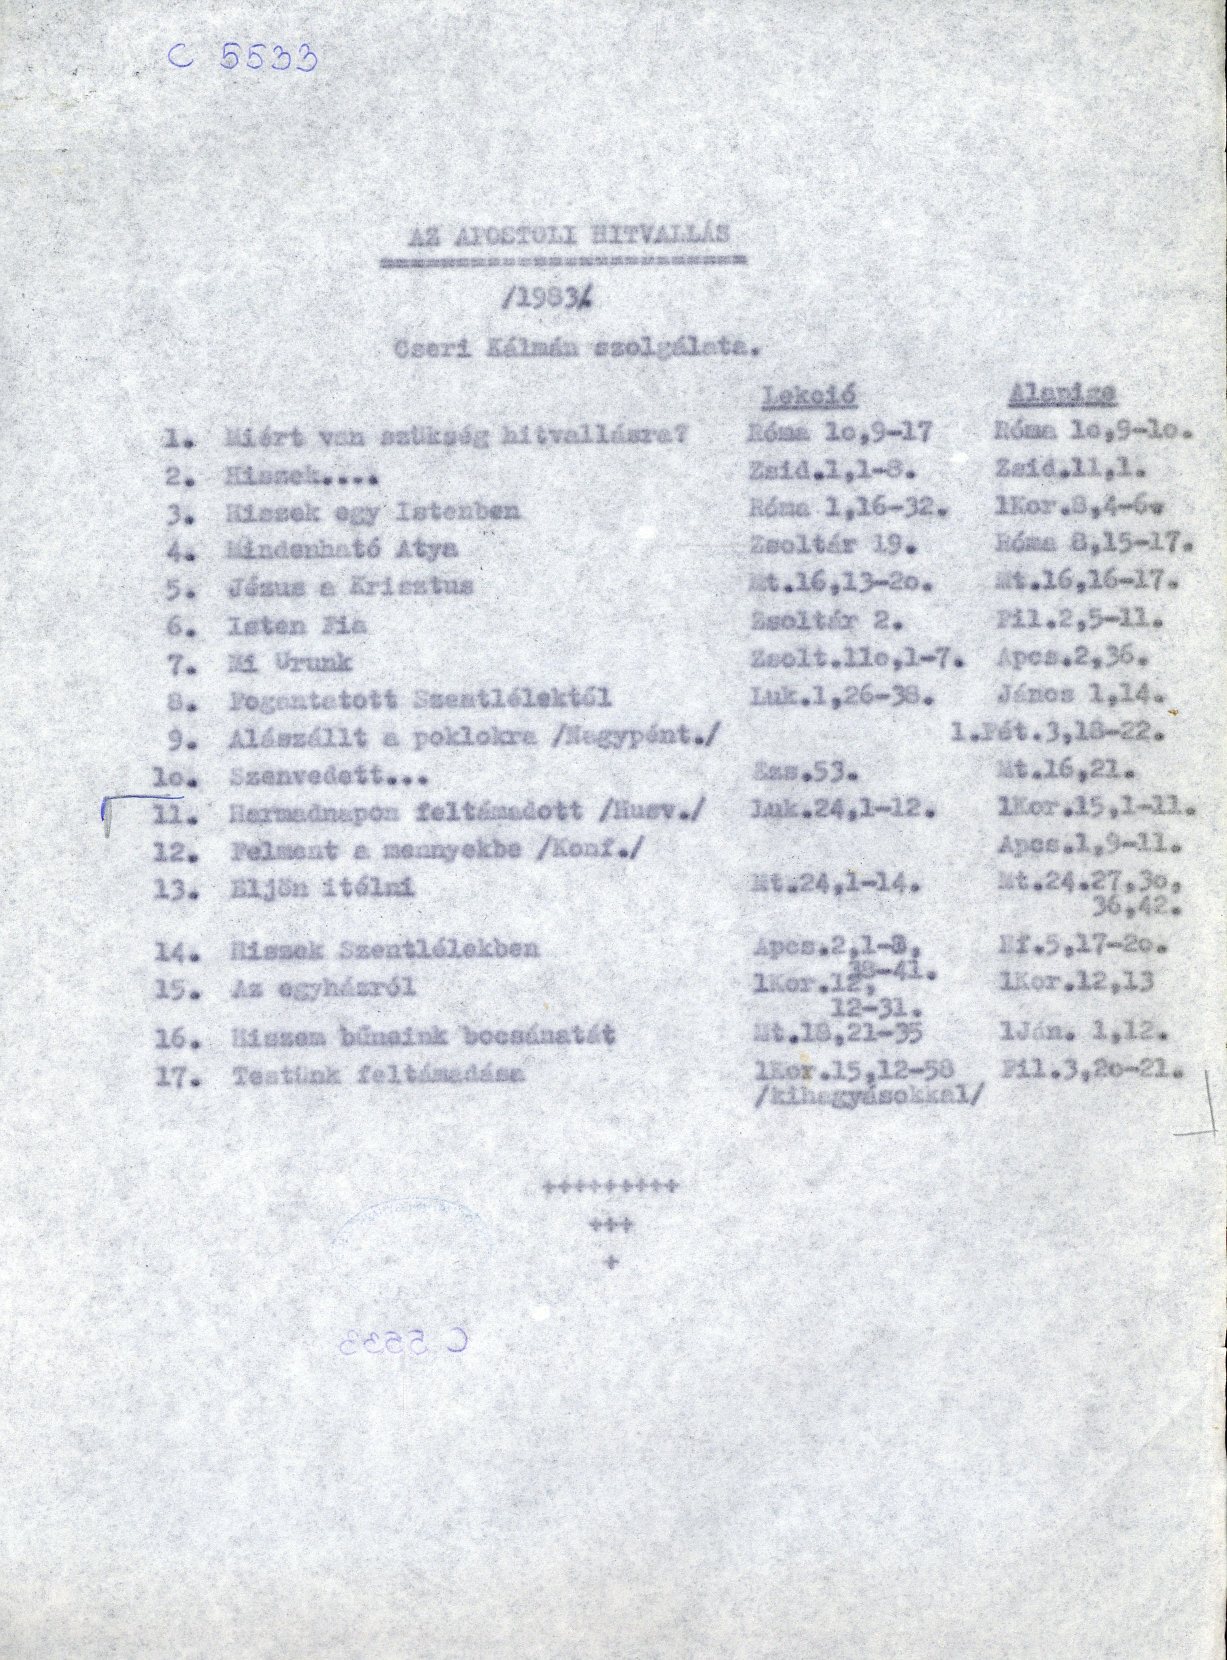 C 5533
AZ APOSTOLI HITVALLÁS
=======================
/1983/.
Cseri Kálmán szolgálata.
Lekció Alapige
1. Miért van szükség hitvallásra? Róma 1o,9-17 Róma 1o,9-1o.
2. Hiszek.... Zsid.1,1-3. Zsid.11,1.
3. Hiszek egy Istenben Róma 1,16-32. 1Kor.8,4-6.
4. Mindenható Atya Zsoltár 19. Róma 8,15-17.
5. Jézus a Krisztus Mt.16,13-2o. Mt.16,16-17.
6. Isten Fia Zsoltár 2. Fil.2,5-11.
7. Mi Urunk Zsolt.11o,1-7. Apcs.2,36.
8. Fogantatott Szentlélektől Luk.1,26-38. János 1,14.
9. Alászállt a poklokra /Nagypént./ 1.Pét.3,18-22.
1o. Szenvedett... Ézs.53. Mt.16,21.
11. Harmadnapon feltámadott /Husv./ Luk.24,1-12. 1Kor.15,1-11.
12. Felment a mennyekbe /Konf./ Apcs.1,9-11.
13. Eljön itélni Mt.24,1-14. Mt.24.27,3o,
36,42.
14. Hiszek Szentlélekben Apcs.2,1-8, Ef.5,17-2o.
38-41.
15. Az egyházról 1Kor.12, 1Kor.12,13
12-31.
16. Hiszem bűneink bocsánatát Mt.18,21-35 1Ján. 1,12.
17. Testünk feltámadása 1Kor.15,12-58 Fil.3,2o-21.
/kihagyásokkal/
+++++++++
+++
+
C 5533